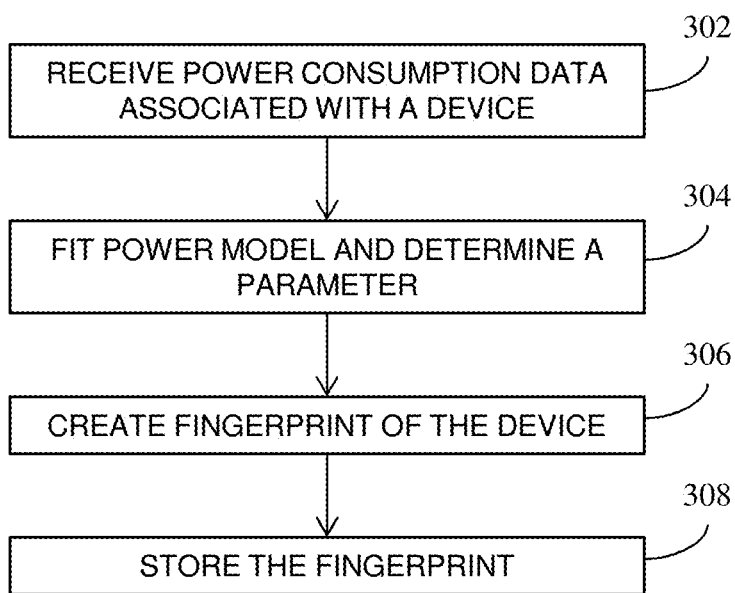 302
RECEIVE POWER CONSUMPTION DATA
ASSOCIATED WITH A DEVICE
304
FIT POWER MODEL AND DETERMINE A
PARAMETER
306
CREATE FINGERPRINT OF THE DEVICE
308
STORE THE FINGERPRINT